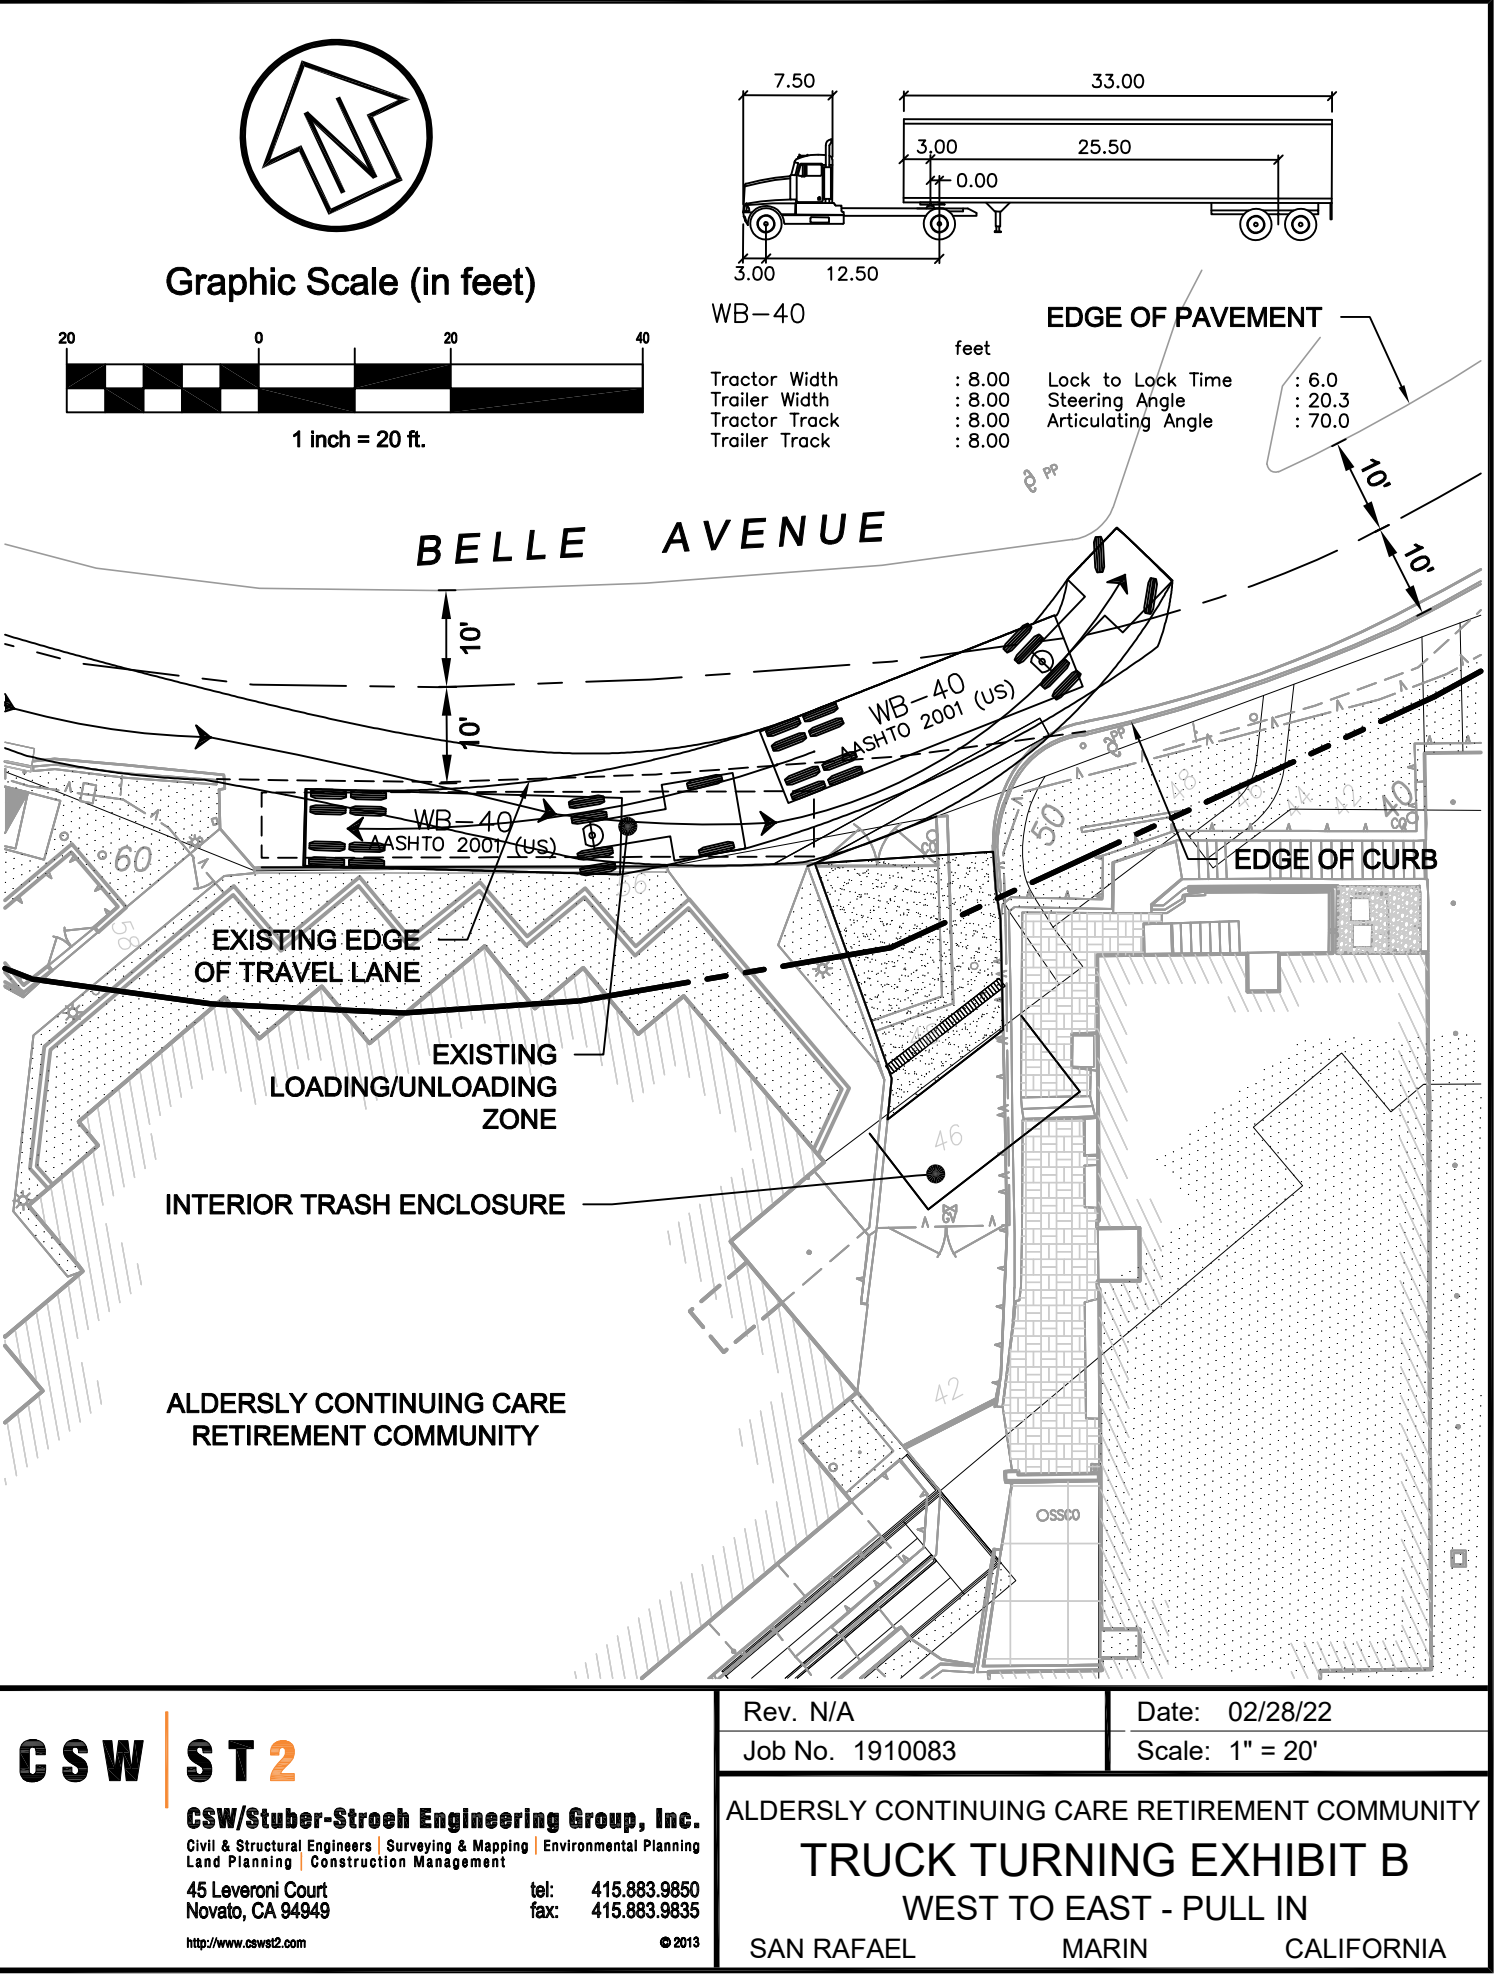 N
Graphic Scale (in feet)
20 0 20 40
1 inch = 20 ft.
7.50 33.00
3.00 25.50
0.00
3.00 12.50
WB-40
feet
Tractor Width : 8.00 Lock to Lock Time : 6.0
Trailer Width : 8.00 Steering Angle : 20.3
Tractor Track : 8.00 Articulating Angle : 70.0
Trailer Track : 8.00
EDGE OF PAVEMENT
PP
10'
10'
BELLE AVENUE
10'
10'
WB-40
AASHTO 2001 (US)
WB-40
AASHTO 2001 (US)
PP
50
48
46
44
42
40
CO
CO
60
58
56
EDGE OF CURB
EXISTING EDGE
OF TRAVEL LANE
EXISTING
LOADING/UNLOADING
ZONE
46
INTERIOR TRASH ENCLOSURE
GV
42
ALDERSLY CONTINUING CARE
RETIREMENT COMMUNITY
SSCO
CSW ST2
CSW/Stuber-Stroeh Engineering Group, Inc.
Civil & Structural Engineers | Surveying & Mapping | Environmental Planning
Land Planning | Construction Management
45 Leveroni Court tel: 415.883.9850
Novato, CA 94949 fax: 415.883.9835
http://www.cswst2.com © 2013
Rev. N/A Date: 02/28/22
Job No. 1910083 Scale: 1" = 20'
ALDERSLY CONTINUING CARE RETIREMENT COMMUNITY
TRUCK TURNING EXHIBIT B
WEST TO EAST - PULL IN
SAN RAFAEL MARIN CALIFORNIA